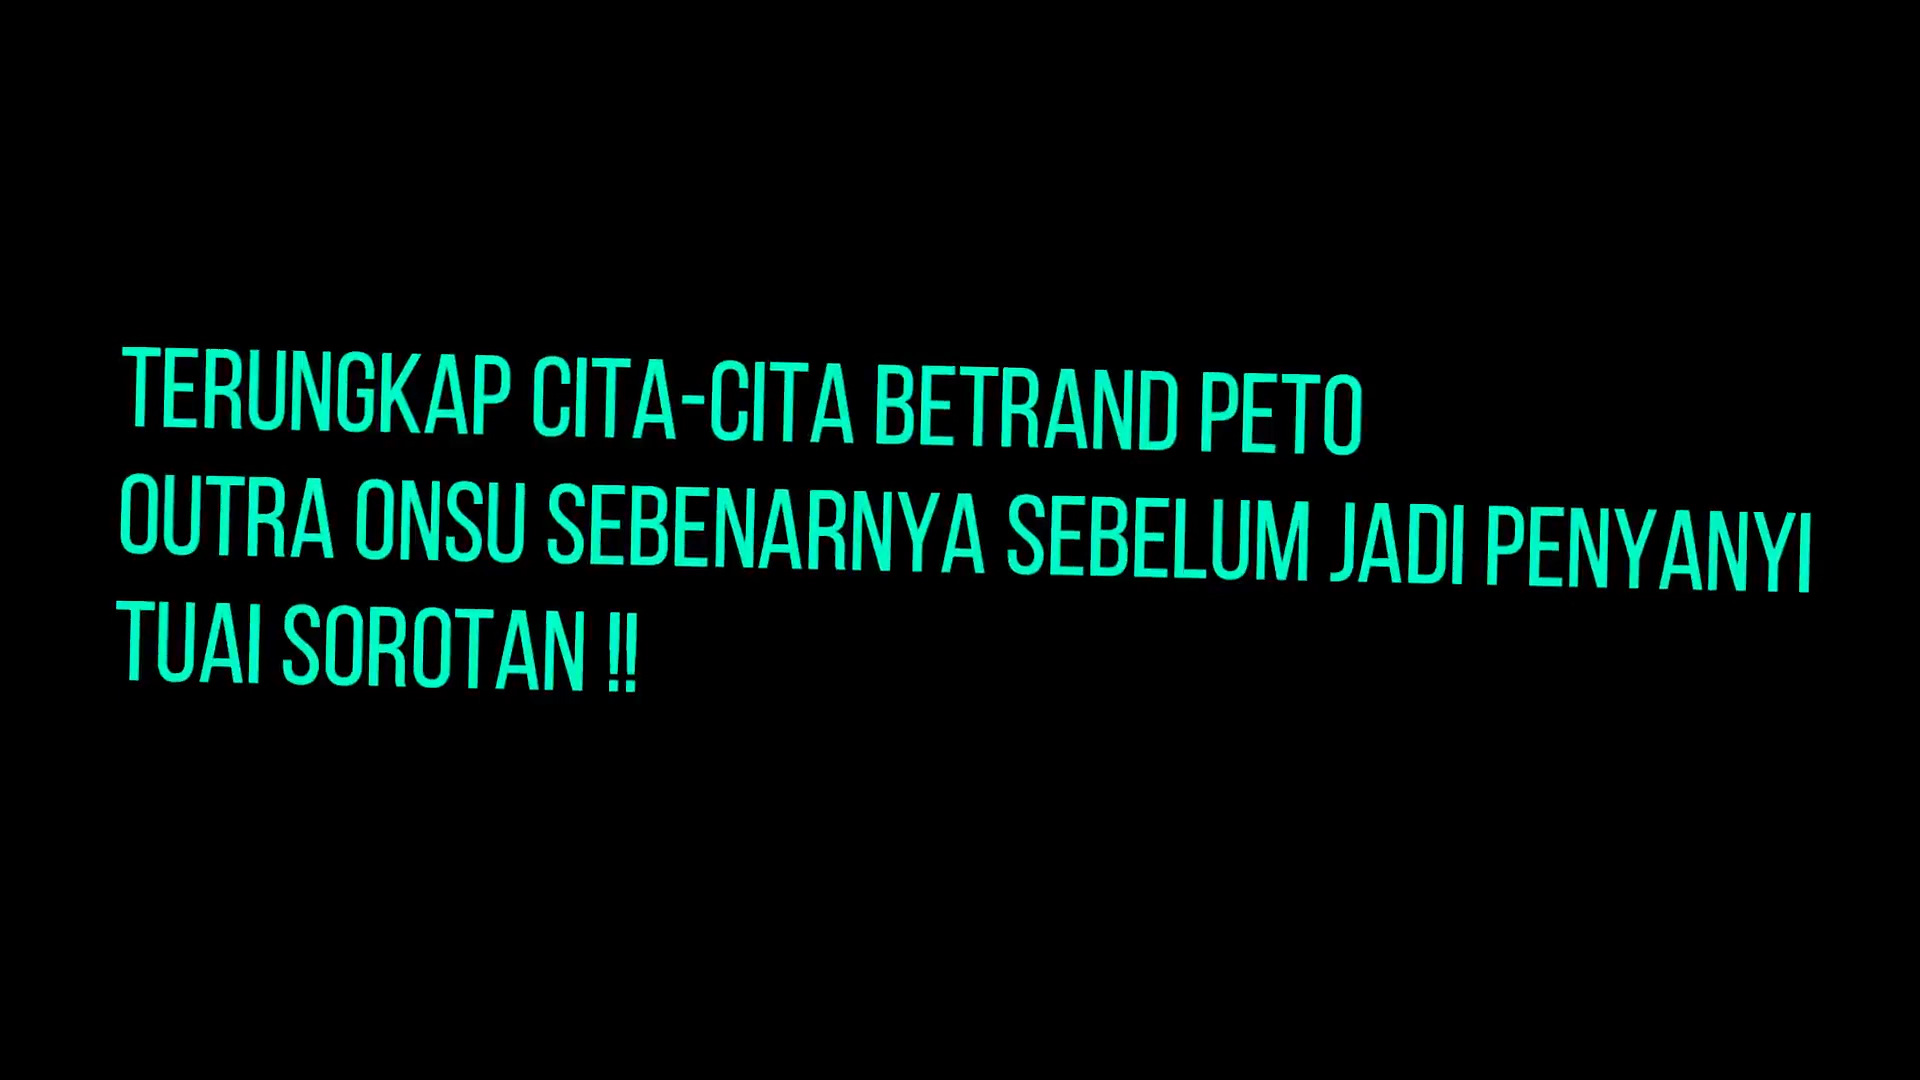 TERUNGKAP CITA-CITA BETRAND PETO
OUTRA ONSU SEBENARNYA SEBELUM JADI PENYANYI
TUAI SOROTAN !!